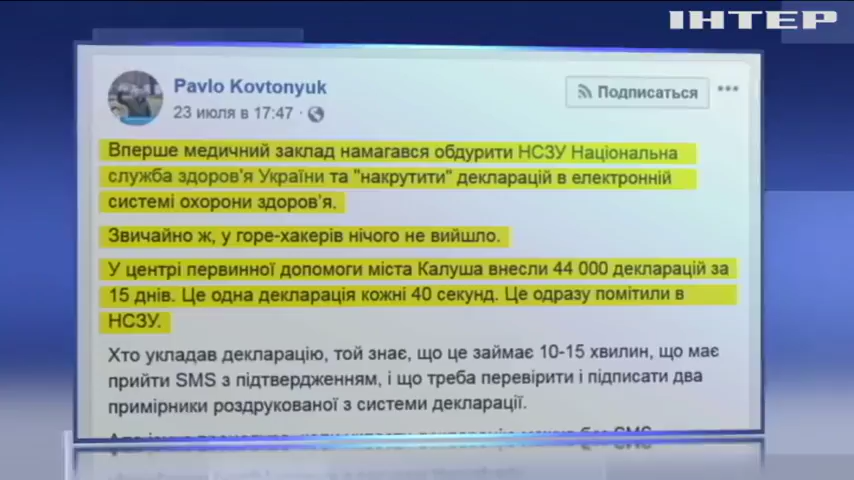 ІНТЕР
Pavlo Kovtonyuk
23 июля в 17:47 ·
Подписаться
Вперше медичний заклад намагався обдурити НСЗУ Національна
служба здоров'я України та "накрутити" декларацій в електронній
системі охорони здоров'я.
Звичайно ж, у горе-хакерів нічого не вийшло.
У центрі первинної допомоги міста Калуша внесли 44 000 декларацій за
15 днів. Це одна декларація кожні 40 секунд. Це одразу помітили в
НСЗУ.
Хто укладав декларацію, той знає, що це займає 10-15 хвилин, що має
прийти SMS з підтвердженням, і що треба перевірити і підписати два
примірники роздрукованої з системи декларації.